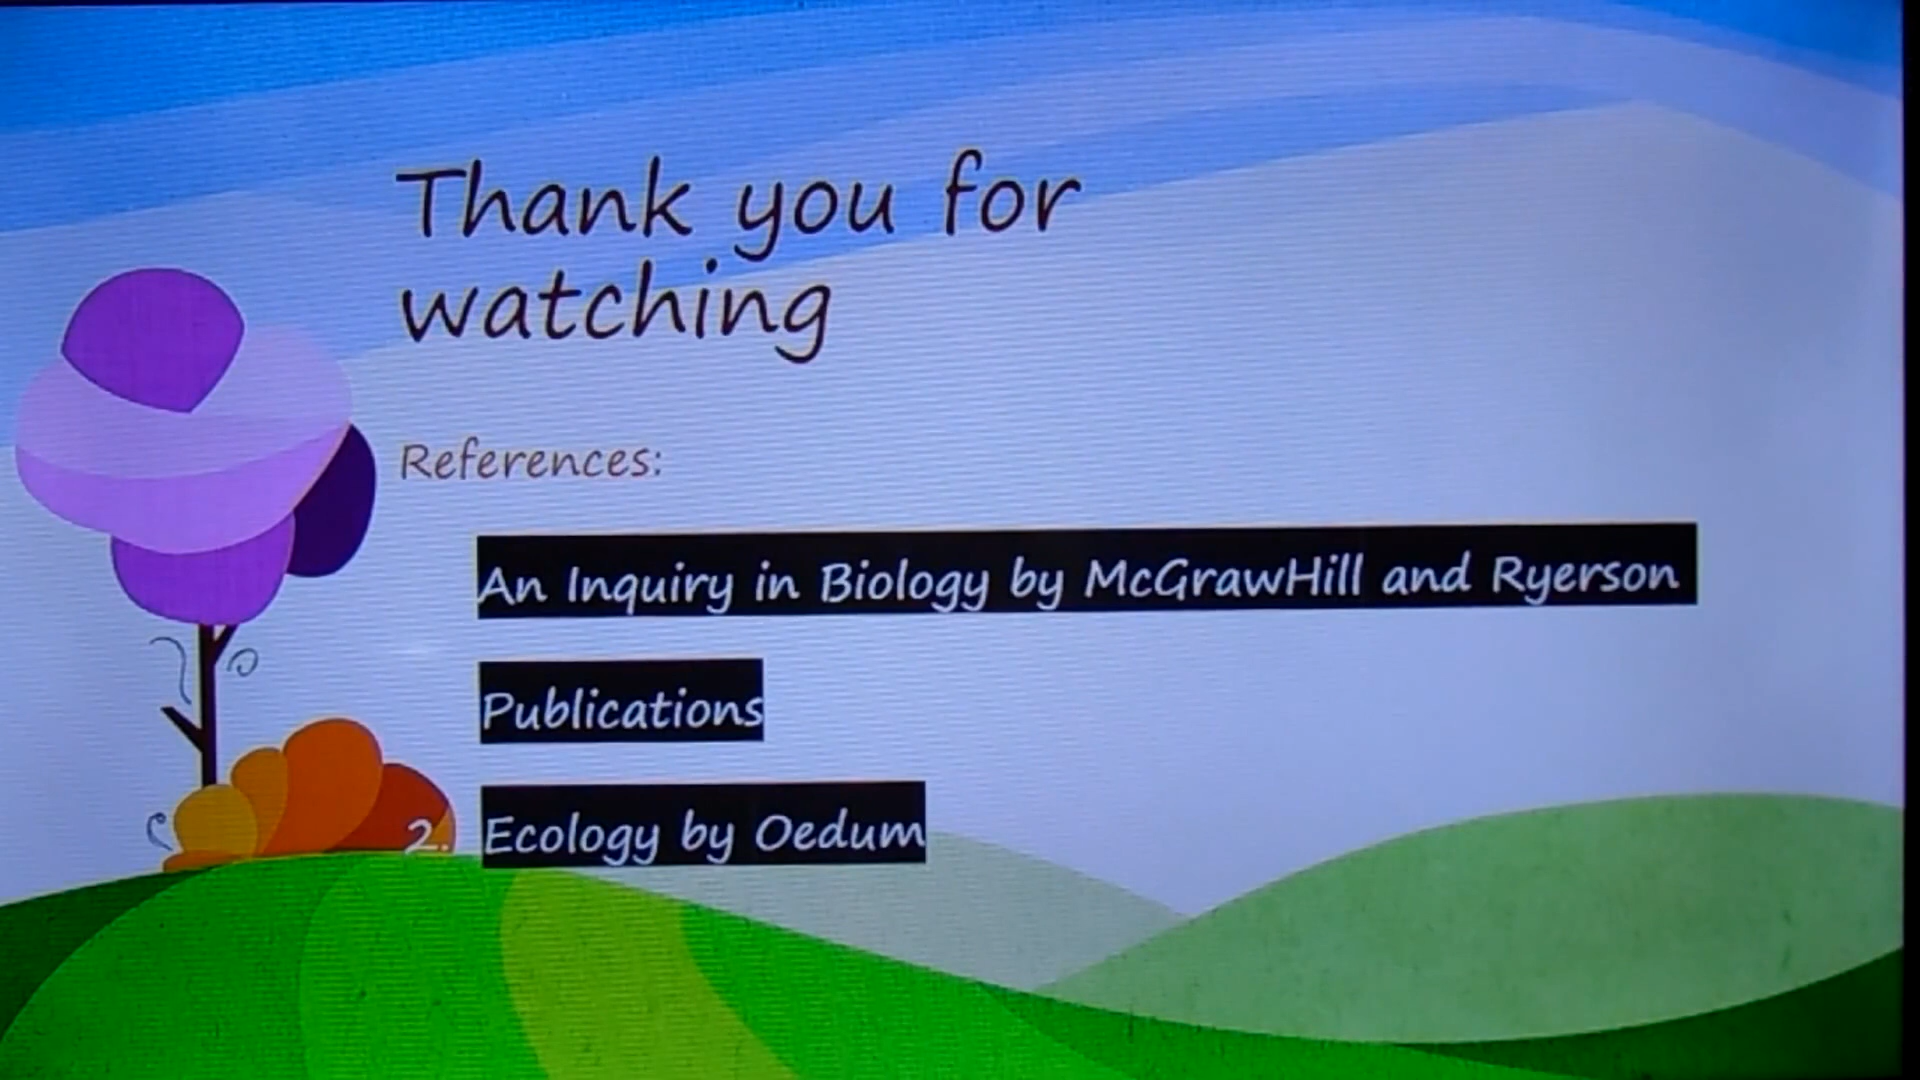 Thank you for
watching
References:
An Inquiry in Biology by McGrawHill and Ryerson
Publications
2. Ecology by Oedum